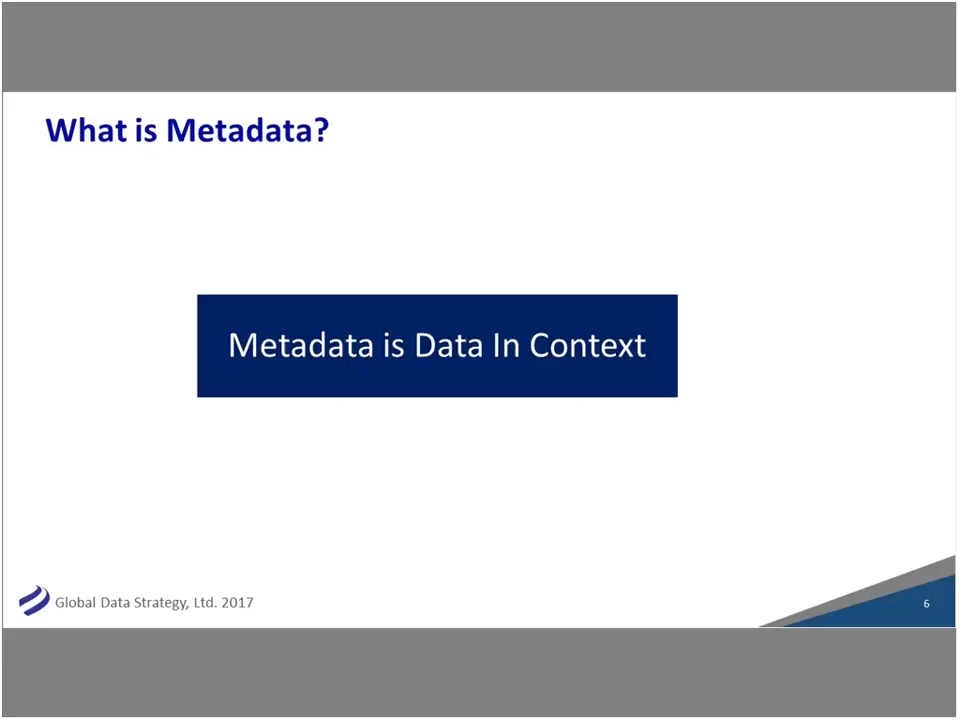 What is Metadata?
Metadata is Data In Context
Global Data Strategy, Ltd. 2017
6